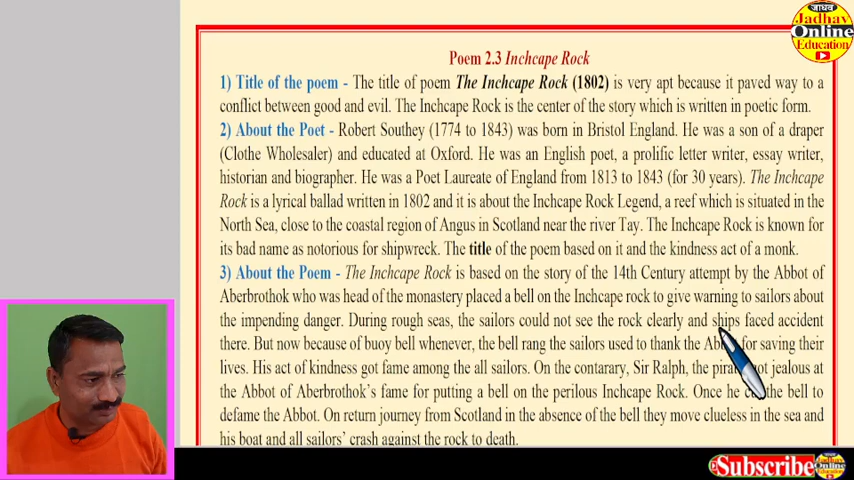 जाधव
Jadhav
Online
Education
Poem 2.3 Inchcape Rock
1) Title of the poem - The title of poem The Inchcape Rock (1802) is very apt because it paved way to a
conflict between good and evil. The Inchcape Rock is the center of the story which is written in poetic form.
2) About the Poet - Robert Southey (1774 to 1843) was born in Bristol England. He was a son of a draper
(Clothe Wholesaler) and educated at Oxford. He was an English poet, a prolific letter writer, essay writer,
historian and biographer. He was a Poet Laureate of England from 1813 to 1843 (for 30 years). The Inchcape
Rock is a lyrical ballad written in 1802 and it is about the Inchcape Rock Legend, a reef which is situated in the
North Sea, close to the coastal region of Angus in Scotland near the river Tay. The Inchcape Rock is known for
its bad name as notorious for shipwreck. The title of the poem based on it and the kindness act of a monk.
3) About the Poem - The Inchcape Rock is based on the story of the 14th Century attempt by the Abbot of
Aberbrothok who was head of the monastery placed a bell on the Inchcape rock to give warning to sailors about
the impending danger. During rough seas, the sailors could not see the rock clearly and ships faced accident
there. But now because of buoy bell whenever, the bell rang the sailors used to thank the for saving their
lives. His act of kindness got fame among the all sailors. On the contarary, Sir Ralph, the jealous at
the Abbot of Aberbrothok's fame for putting a bell on the perilous Inchcape Rock. Once he the bell to
defame the Abbot. On return journey from Scotland in the absence of the bell they move clueless in the sea and
his boat and all sailors' crash against the rock to death.
Subscribe
Jadhav
Online
Education